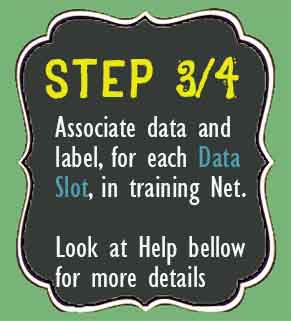 STEP 3/4
Associate data and
label, for each Data
Slot, in training Net.
Look at Help bellow
for more details